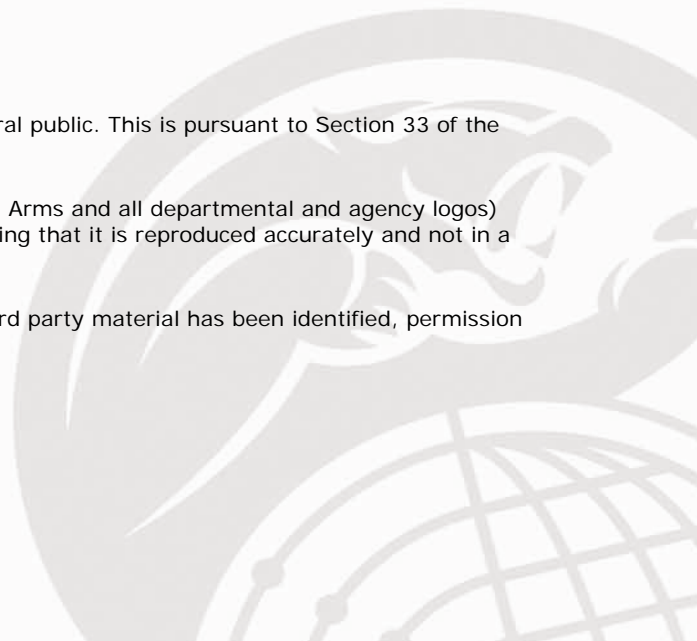 ral public. This is pursuant to Section 33 of the
Arms and all departmental and agency logos)
ing that it is reproduced accurately and not in a
rd party material has been identified, permission